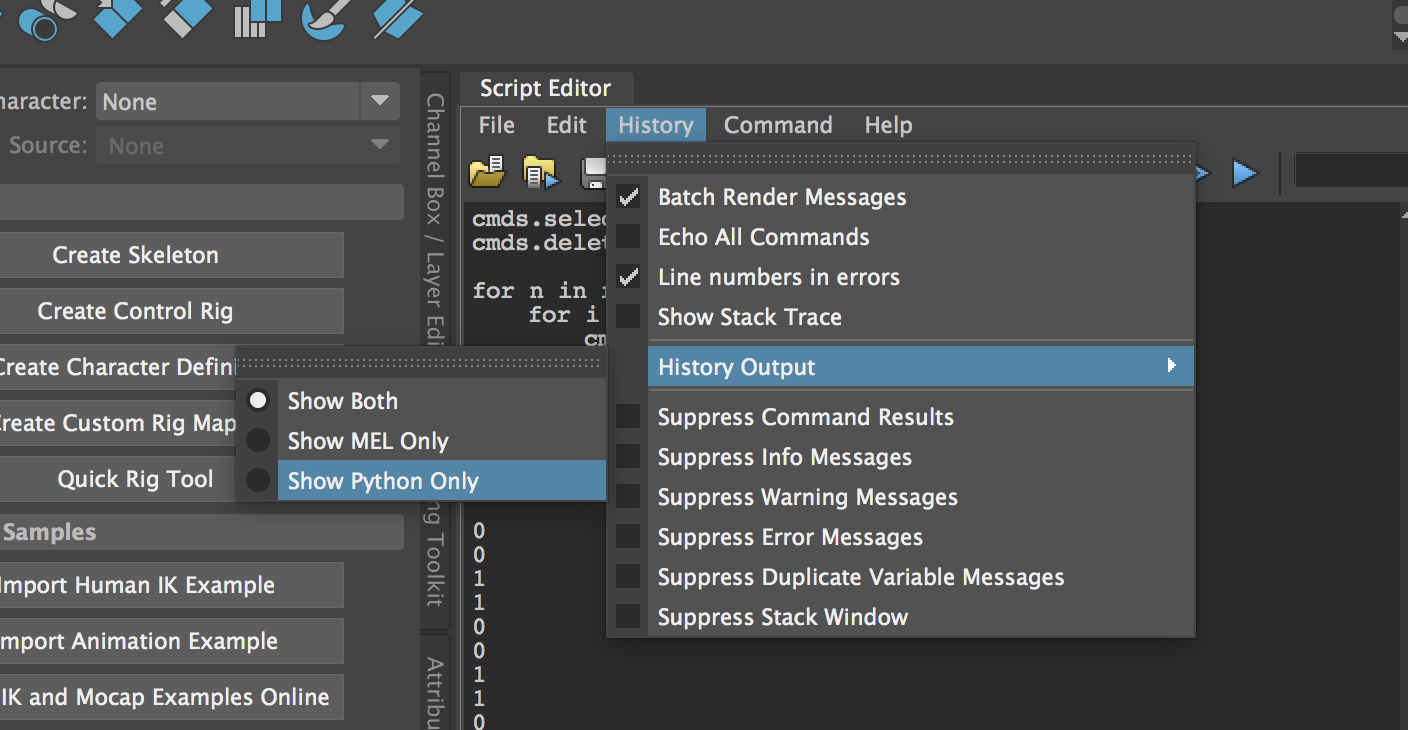 Script Editor
File Edit History Command Help
None
Source: None
Create Skeleton
Create Control Rig
Quick Rig Tool
Samples
Import Human IK Example
Import Animation Example
IK and Mocap Examples Online
Channel Box / Layer Edi
ng Toolkit
Attribu
cmds.selec
cmds.delet
for n in r
for i
cm
0
0
1
1
0
0
1
1
0
Batch Render Messages
Echo All Commands
Line numbers in errors
Show Stack Trace
History Output
Suppress Command Results
Suppress Info Messages
Suppress Warning Messages
Suppress Error Messages
Suppress Duplicate Variable Messages
Suppress Stack Window
Show Both
Show MEL Only
Show Python Only
Create Character Defini
Create Custom Rig Map